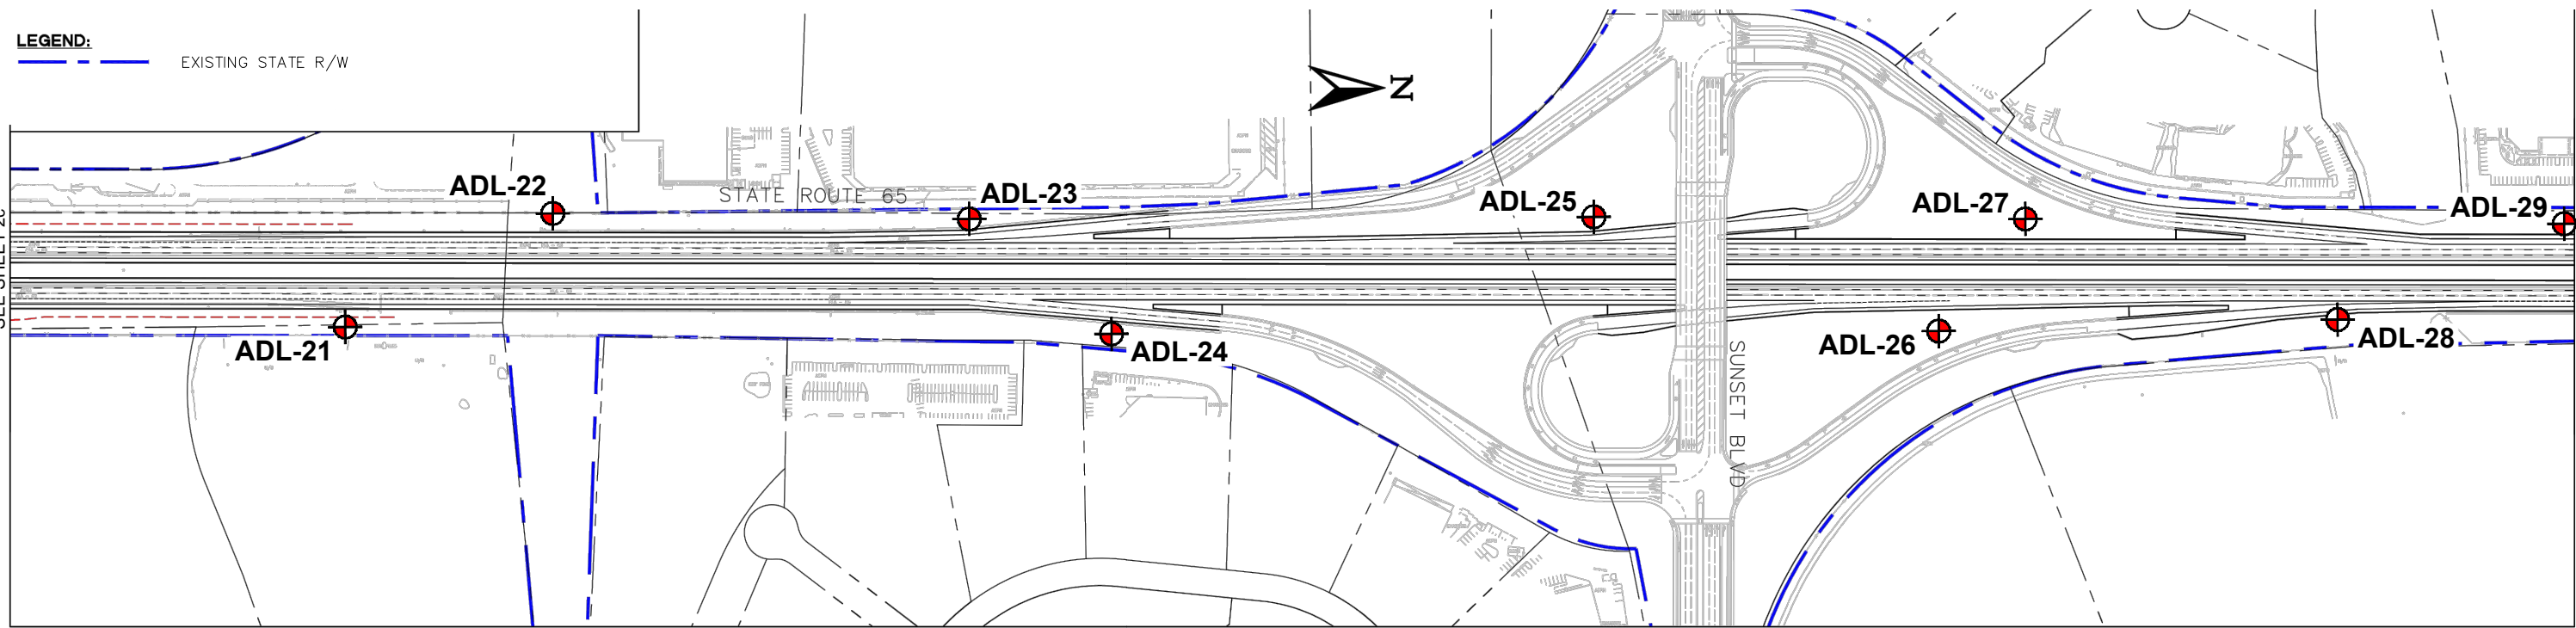 LEGEND:
EXISTING STATE R/W
N
ADL-22
STATE ROUTE 65
ADL-23
ADL-25
ADL-27
ADL-29
ADL-21
ADL-24
SUNSET BLVD
ADL-26
ADL-28